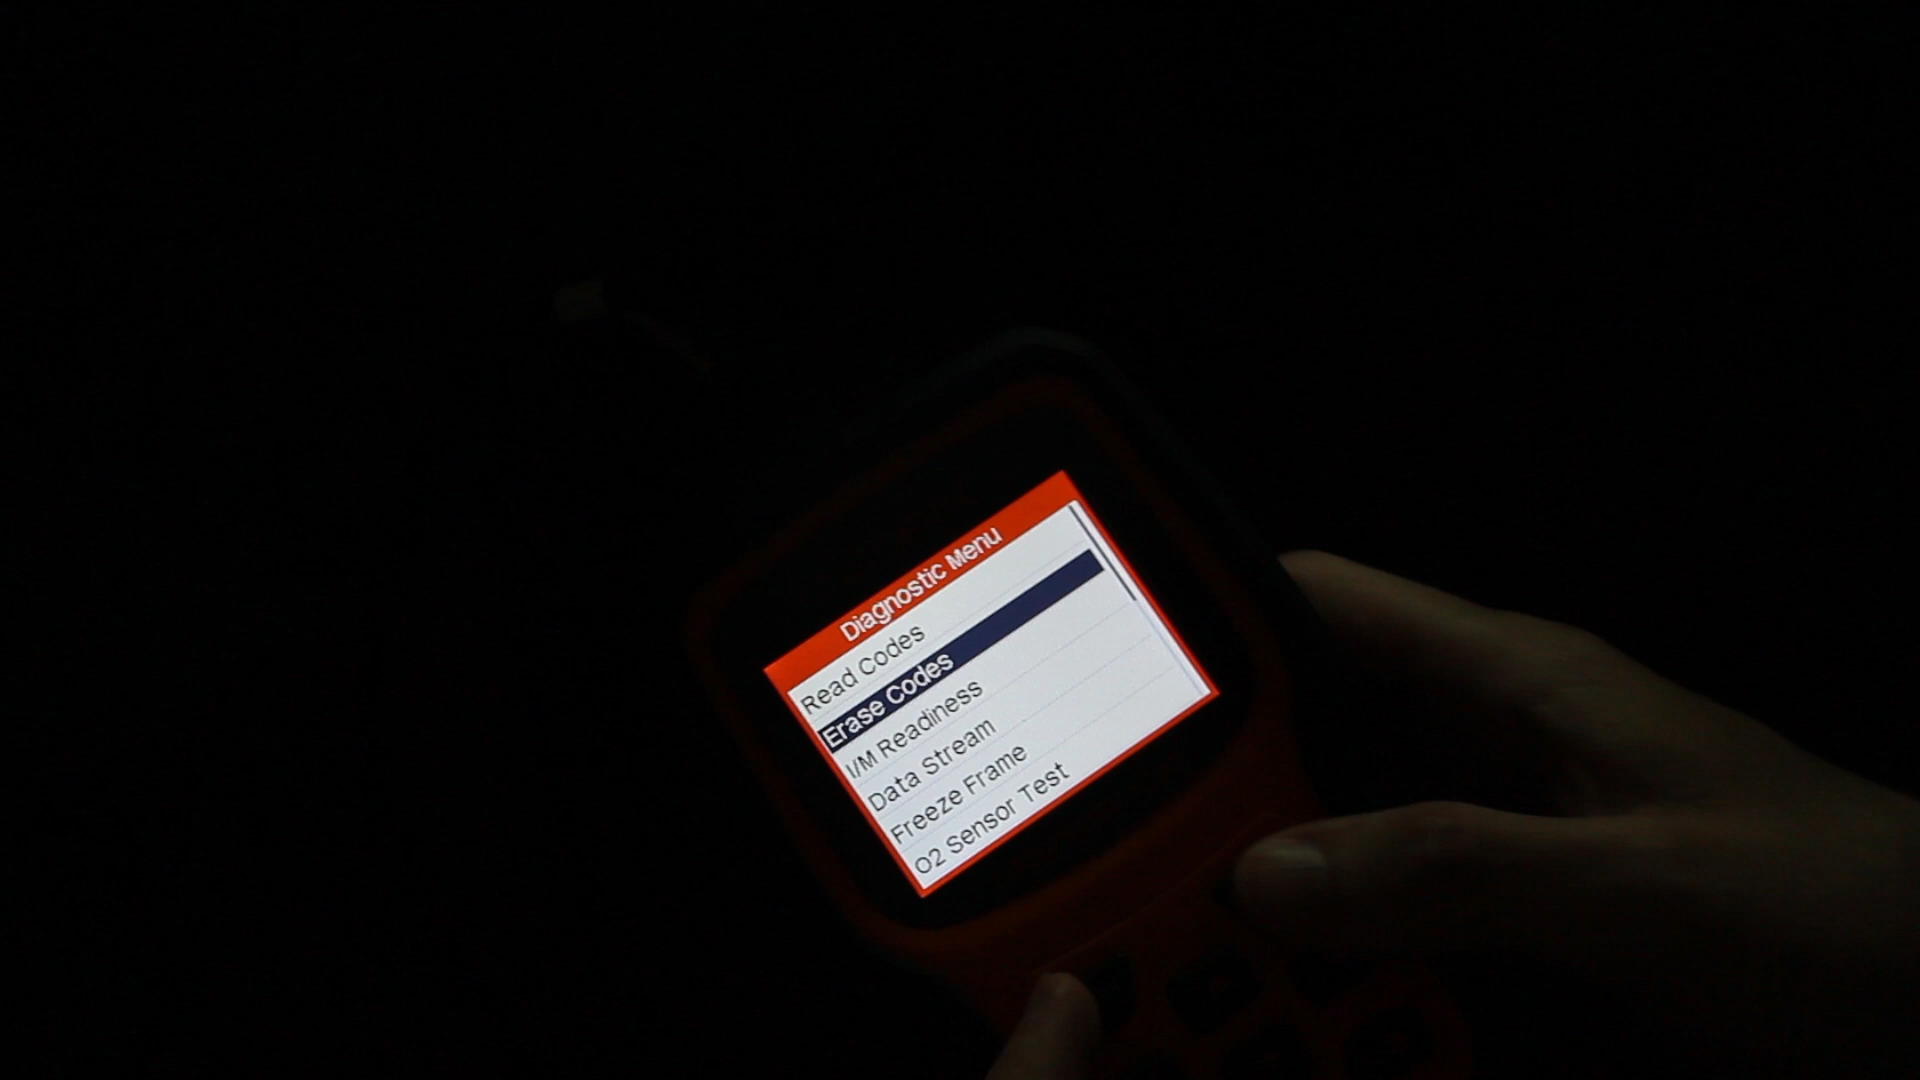 Diagnostic Menu
Read Codes
Erase Codes
I/M Readiness
Data Stream
Freeze Frame
O2 Sensor Test